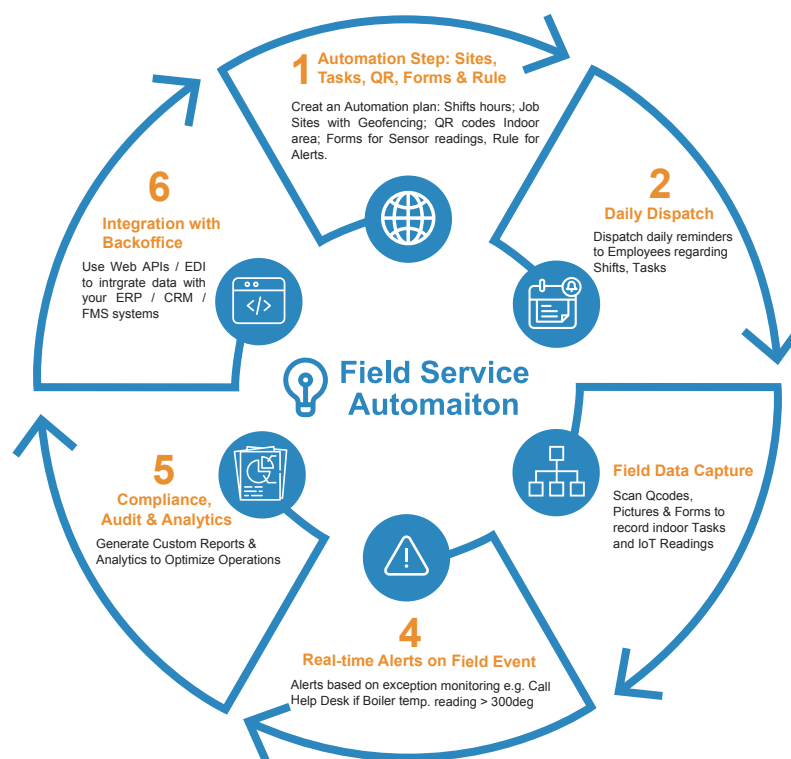 1
Automation Step: Sites,
Tasks, QR, Forms & Rule
Creat an Automation plan: Shifts hours; Job
Sites with Geofencing; QR codes Indoor
area; Forms for Sensor readings, Rule for
Alerts.
2
Daily Dispatch
Dispatch daily reminders
to Employees regarding
Shifts, Tasks
Field Data Capture
Scan Qcodes,
Pictures & Forms to
record indoor Tasks
and IoT Readings
4
Real-time Alerts on Field Event
Alerts based on exception monitoring e.g. Call
Help Desk if Boiler temp. reading > 300deg
5
Compliance,
Audit & Analytics
Generate Custom Reports &
Analytics to Optimize Operations
6
Integration with
Backoffice
Use Web APIs / EDI
to intrgrate data with
your ERP / CRM /
FMS systems
</>
Field Service
Automaiton